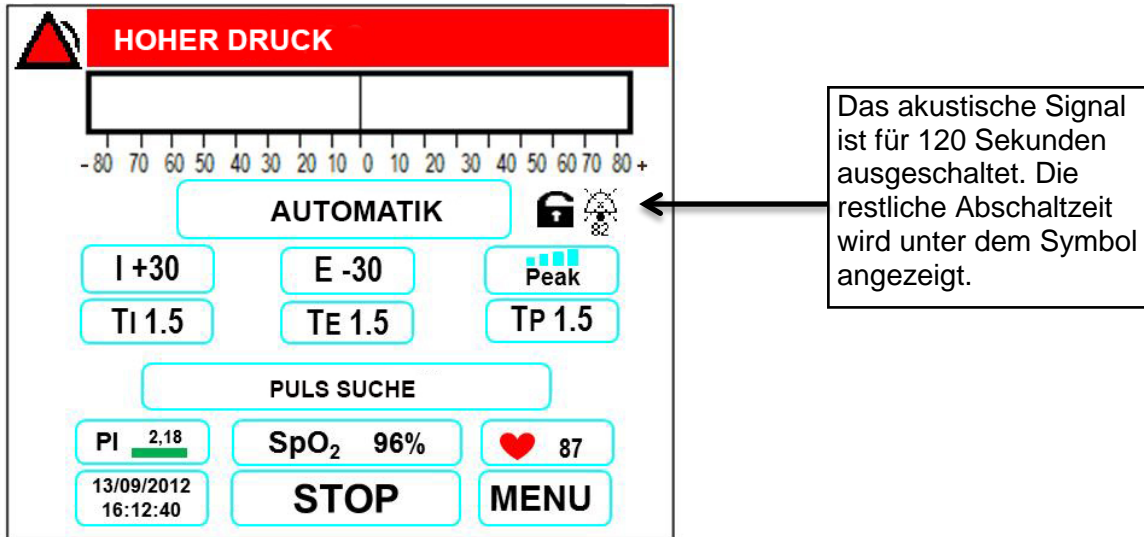 HOHER DRUCK
- 80 70 60 50 40 30 20 10 0 10 20 30 40 50 60 70 80 +
AUTOMATIK
82
I +30 E -30 Peak
TI 1.5 TE 1.5 TP 1.5
PULS SUCHE
PI 2,18 SpO₂ 96% 87
13/09/2012
16:12:40
STOP MENU
Das akustische Signal
ist für 120 Sekunden
ausgeschaltet. Die
restliche Abschaltzeit
wird unter dem Symbol
angezeigt.